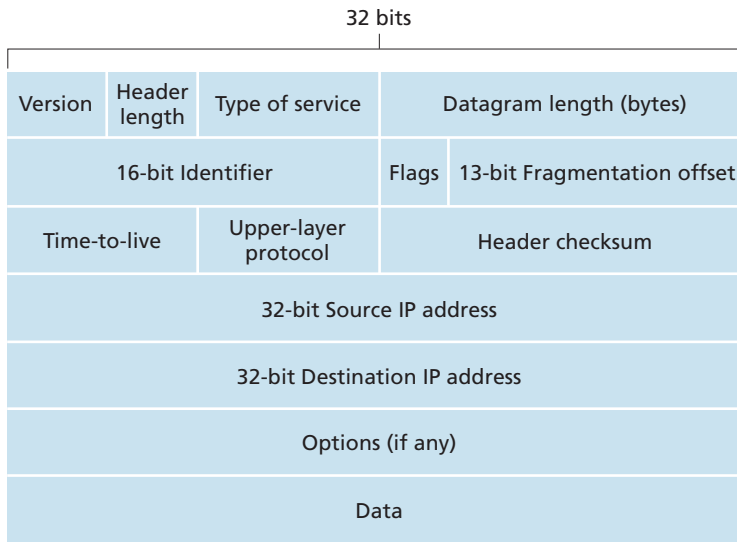 32 bits
Version
Header
length
Type of service
Datagram length (bytes)
16-bit Identifier
Flags
13-bit Fragmentation offset
Time-to-live
Upper-layer
protocol
Header checksum
32-bit Source IP address
32-bit Destination IP address
Options (if any)
Data